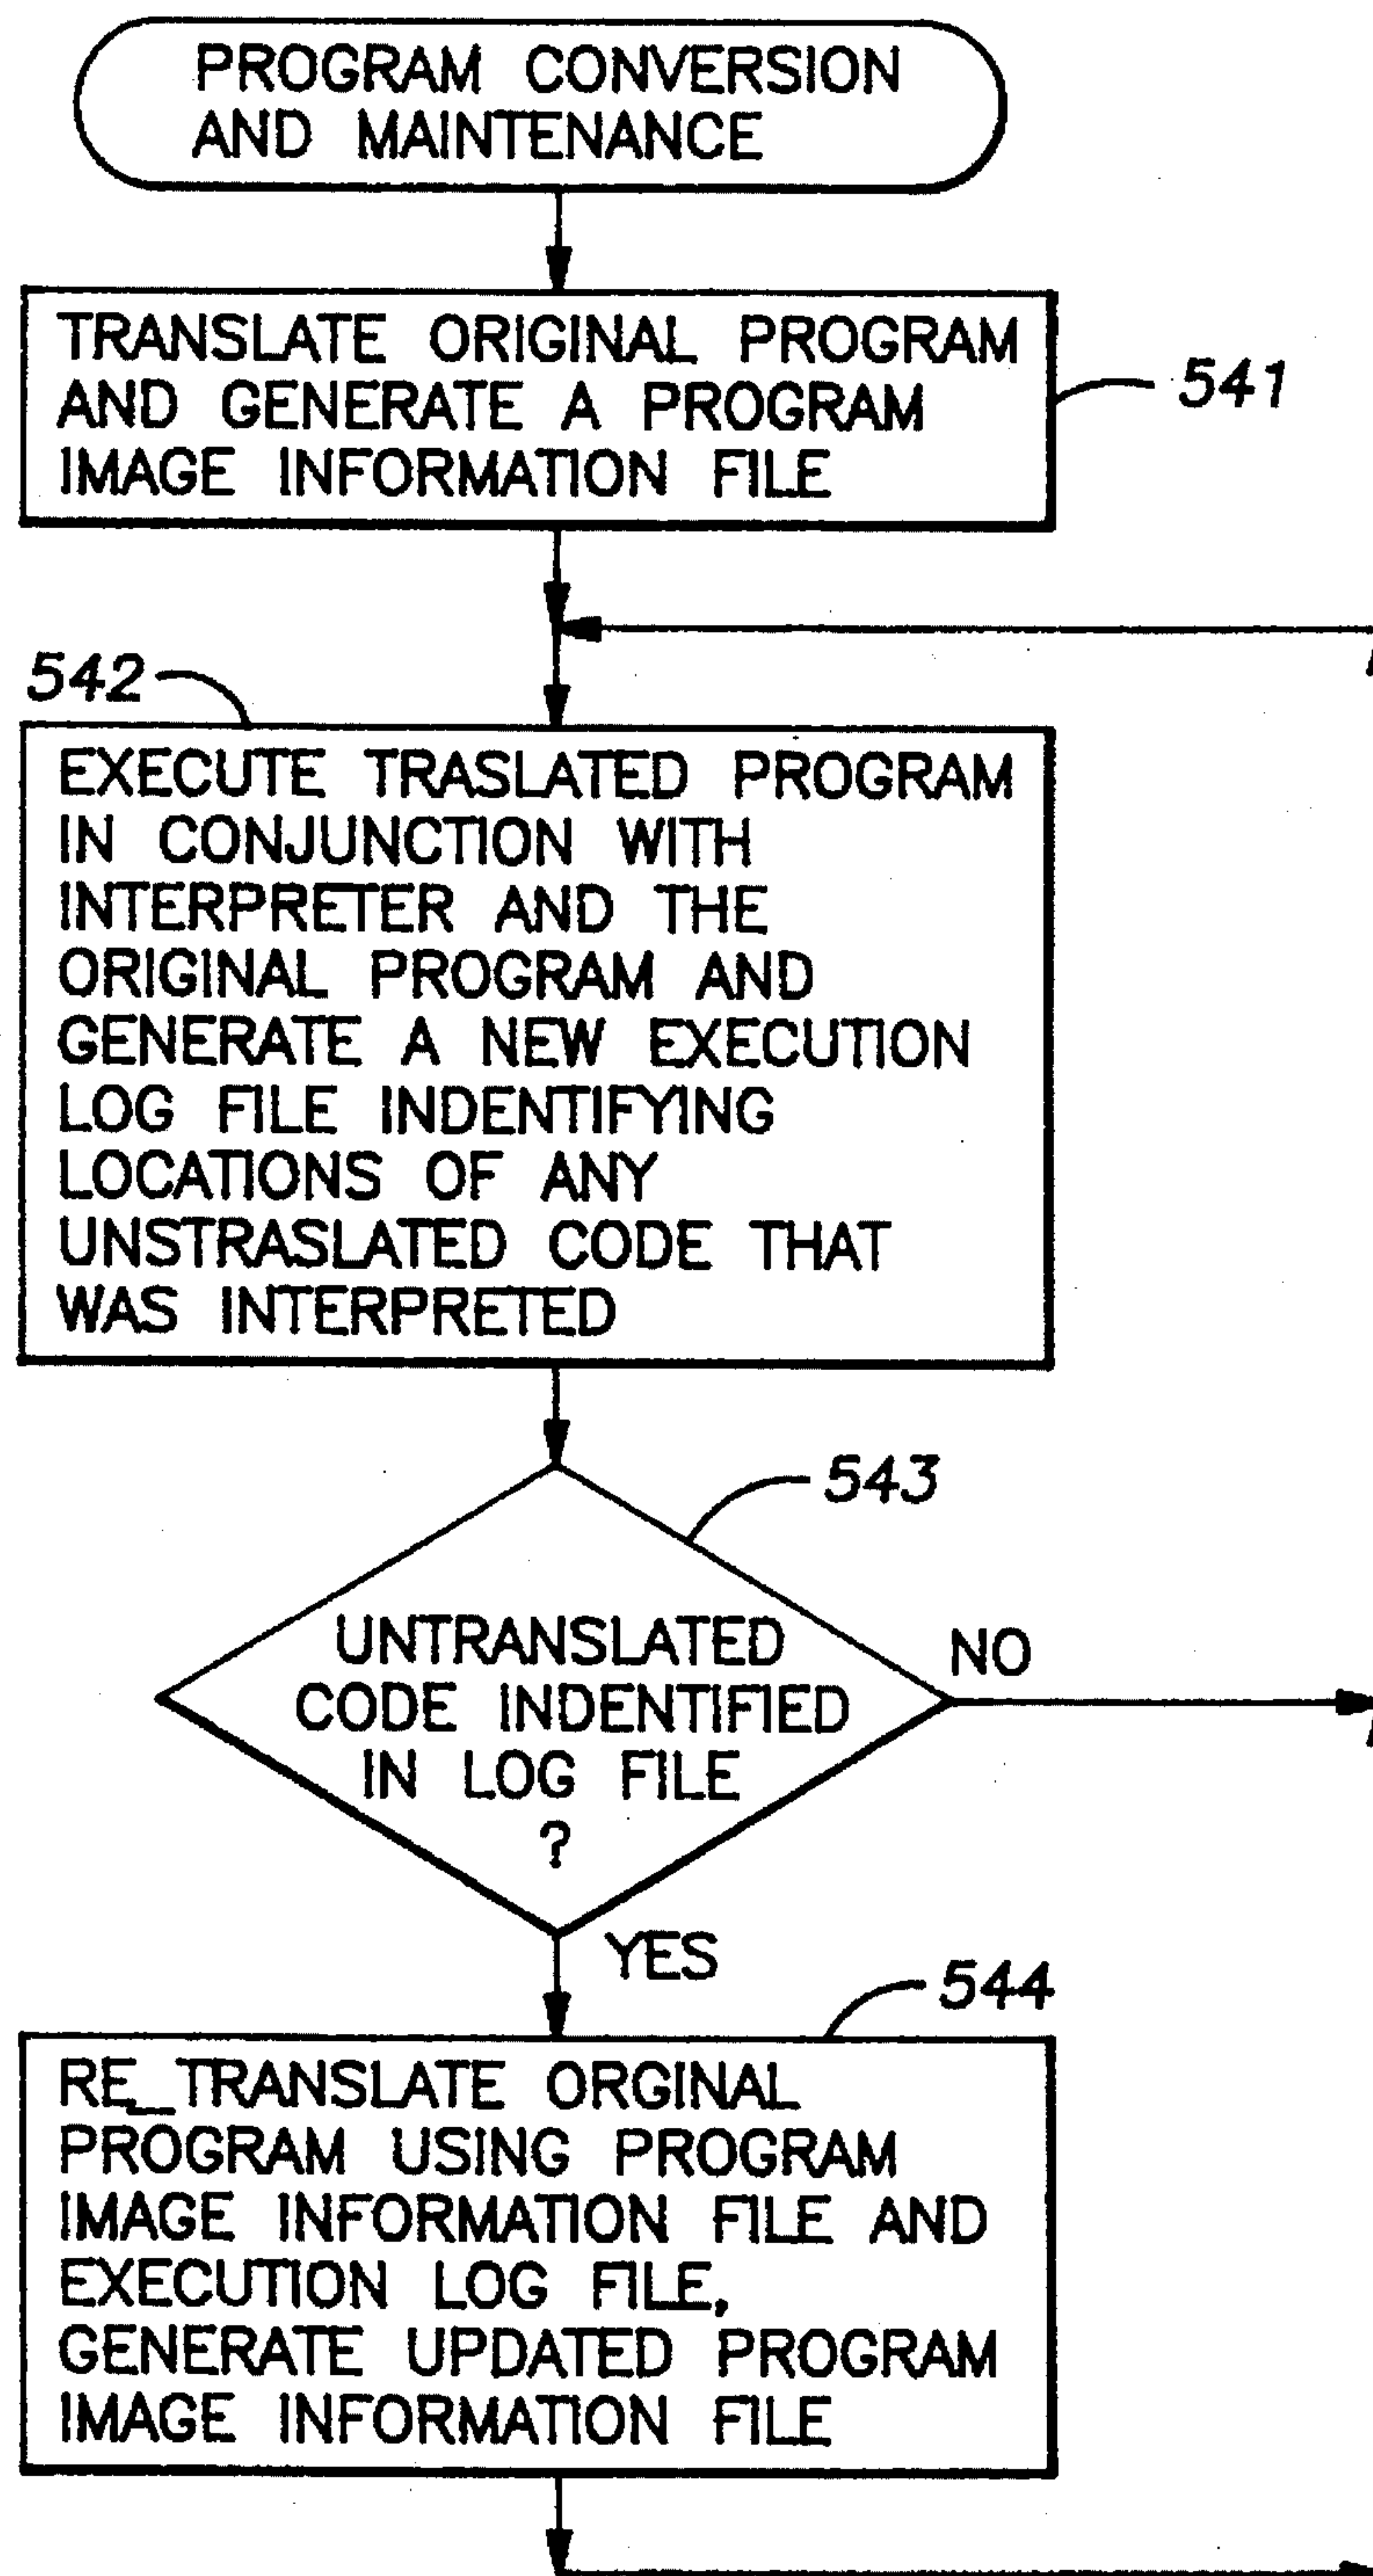 PROGRAM CONVERSION
AND MAINTENANCE
TRANSLATE ORIGINAL PROGRAM
AND GENERATE A PROGRAM
IMAGE INFORMATION FILE
541
542
EXECUTE TRASLATED PROGRAM
IN CONJUNCTION WITH
INTERPRETER AND THE
ORIGINAL PROGRAM AND
GENERATE A NEW EXECUTION
LOG FILE INDENTIFYING
LOCATIONS OF ANY
UNSTRASLATED CODE THAT
WAS INTERPRETED
543
UNTRANSLATED
CODE INDENTIFIED
IN LOG FILE
?
NO
YES
544
RE_TRANSLATE ORGINAL
PROGRAM USING PROGRAM
IMAGE INFORMATION FILE AND
EXECUTION LOG FILE,
GENERATE UPDATED PROGRAM
IMAGE INFORMATION FILE